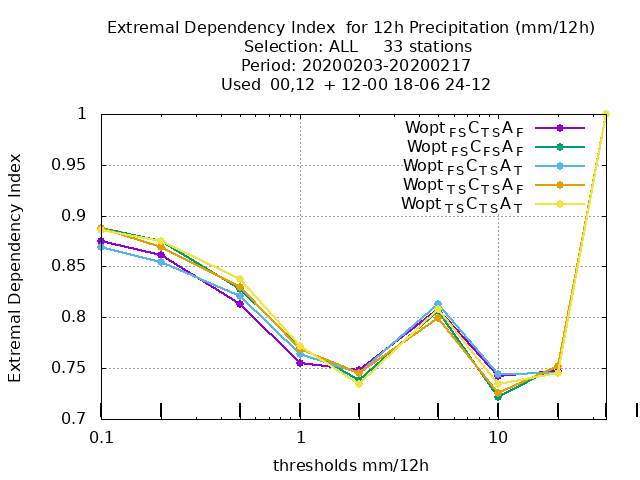 Extremal Dependency Index for 12h Precipitation (mm/12h)
Selection: ALL 33 stations
Period: 20200203-20200217
Used 00,12 + 12-00 18-06 24-12
Extremal Dependency Index
1
0.95
0.9
0.85
0.8
0.75
0.7
Wopt FS C TS A F
Wopt FS C FS A F
Wopt FS C TS A T
Wopt TS C TS A F
Wopt TS C TS A T
0.1 1 10
thresholds mm/12h